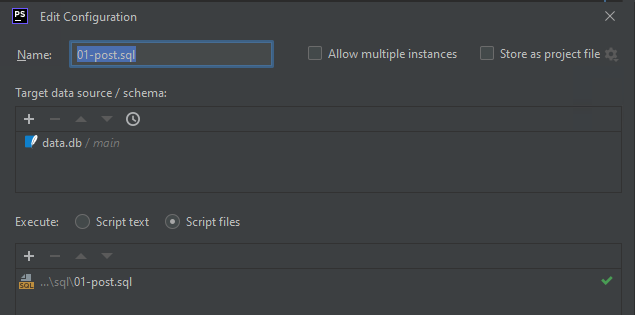 PS Edit Configuration
Name: 01-post.sql Allow multiple instances Store as project file
Target data source / schema:
data.db / main
Execute: Script text Script files
SQL ...\sql\01-post.sql